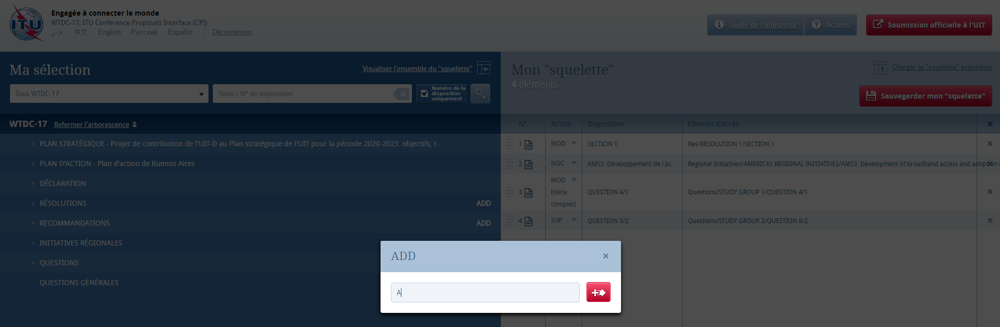 ITU
Engagée à connecter le monde
WTDC-17, ITU Conference Proposals Interface (CPI)
عربي 中文 English Русский Español Déconnexion
Guide de l'utilisateur
Actions
Soumission officielle à l'UIT
Ma sélection
Visualiser l'ensemble du "squelette"
Tous WTDC-17
Texte / N° de disposition
Numéro de la
disposition
uniquement
Mon "squelette"
4 éléments
Charger le "squelette" précédent
Sauvegarder mon "squelette"
WTDC-17 Refermer l'arborescence
PLAN STRATÉGIQUE - Projet de contribution de l'UIT-D au Plan stratégique de l'UIT pour la période 2020-2023: objectifs, r...
PLAN D'ACTION - Plan d'action de Buenos Aires
DÉCLARATION
RÉSOLUTIONS ADD
RECOMMANDATIONS ADD
INITIATIVES RÉGIONALES
QUESTIONS
QUESTIONS GÉNÉRALES
N° Action Disposition Chemin d'accès
1 MOD SECTION 1 Res/RESOLUTION 1/SECTION 1
2 NOC AMS3: Développement de l'ac... Regional Initiatives/AMERICAS REGIONAL INITIATIVES/AMS3: Development of broadband access and adoption
3 MOD (texte complet) QUESTION 4/1 Questions/STUDY GROUP 1/QUESTION 4/1
4 SUP QUESTION 9/2 Questions/STUDY GROUP 2/QUESTION 9/2
ADD
A